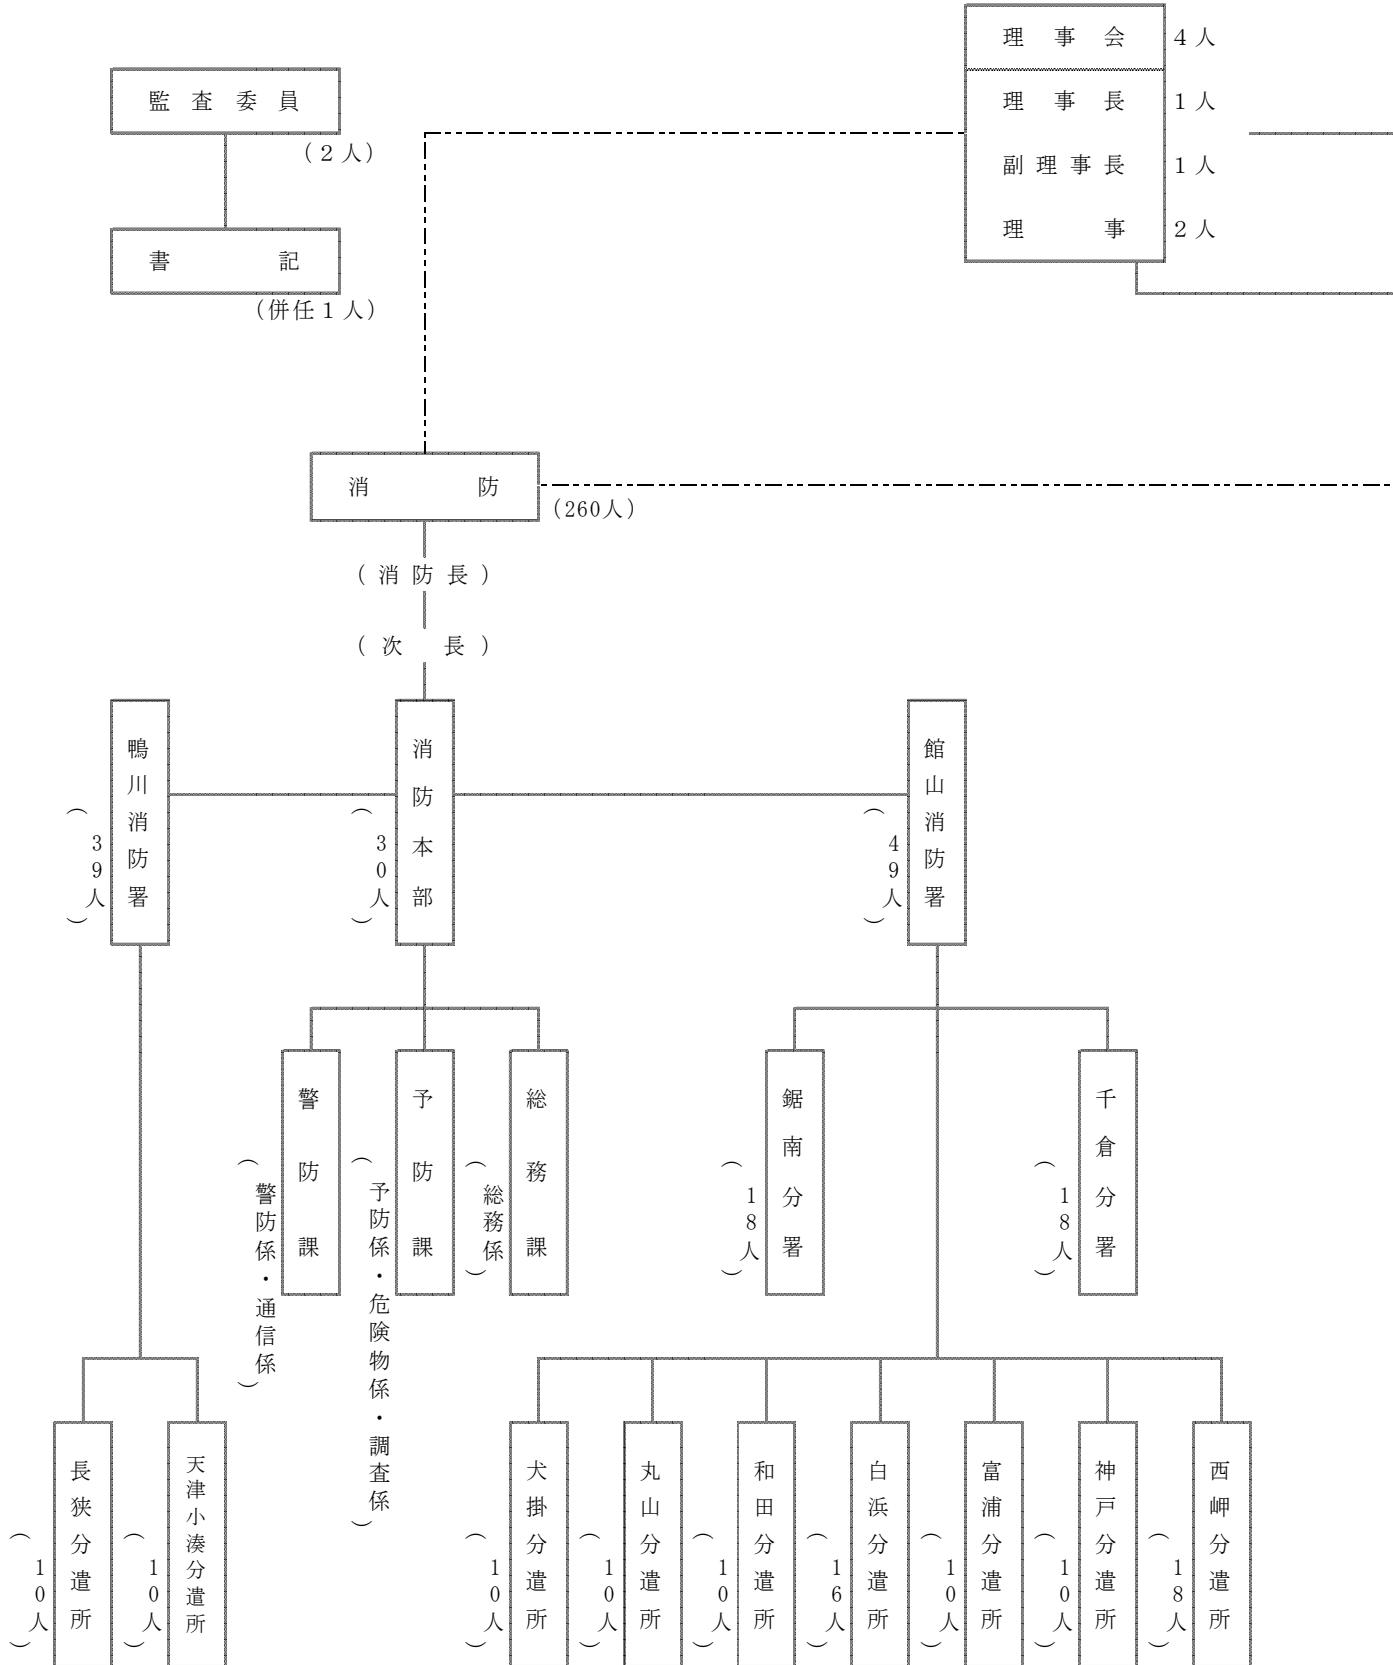 理事会 4人
理事長 1人
副理事長 1人
理事 2人
監査委員
(2人)
書記
(併任1人)
消防
(260人)
(消防長)
(次長)
鴨川消防署
(39人)
消防本部
(30人)
館山消防署
(49人)
警防課
(警防係・通信係)
予防課
(予防係・危険物係・調査係)
総務課
(総務係)
鋸南分署
(18人)
千倉分署
(18人)
長狭分遣所
(10人)
天津小湊分遣所
(10人)
犬掛分遣所
(10人)
丸山分遣所
(10人)
和田分遣所
(10人)
白浜分遣所
(16人)
富浦分遣所
(10人)
神戸分遣所
(10人)
西岬分遣所
(18人)